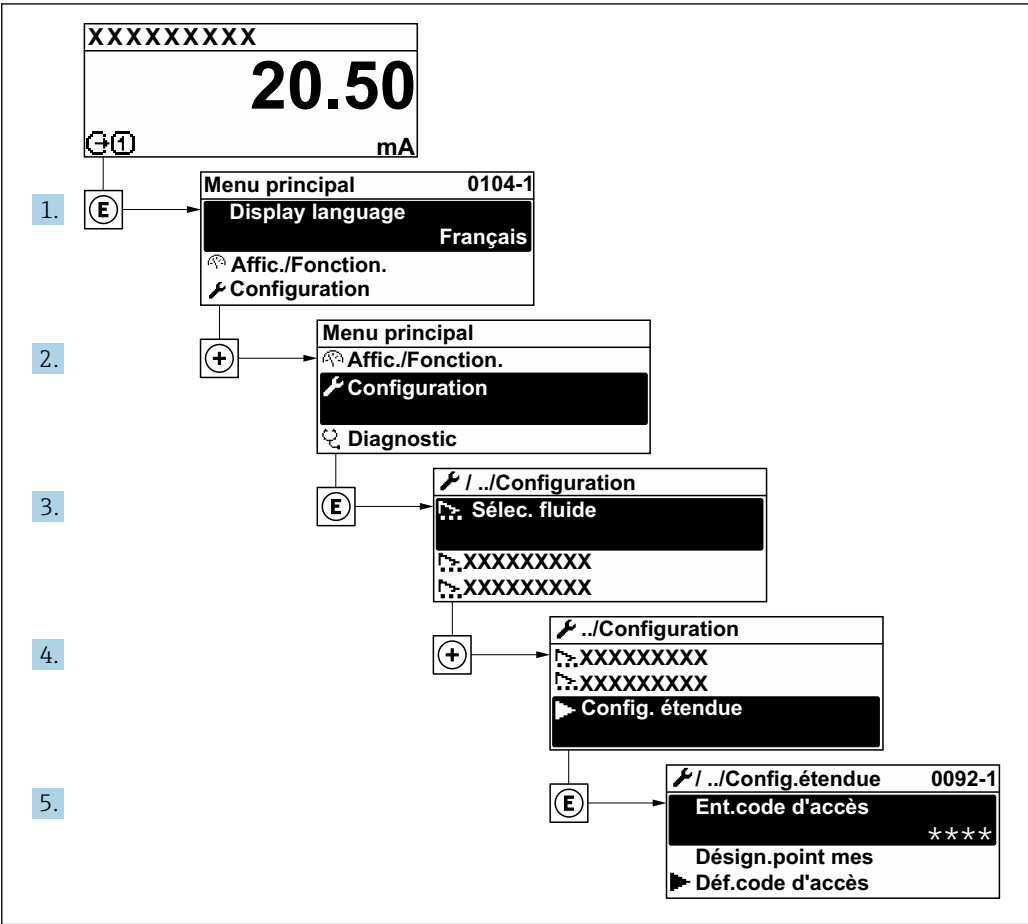 XXXXXXXXX
20.50
1 mA
1. E
Menu principal 0104-1
Display language
Français
Affic./Fonction.
Configuration
2. +
Menu principal
Affic./Fonction.
Configuration
Diagnostic
3. E
/ ../Configuration
Sélec. fluide
XXXXXXXXX
XXXXXXXXX
4. +
../Configuration
XXXXXXXXX
XXXXXXXXX
Config. étendue
5. E
/ ../Config.étendue 0092-1
Ent.code d'accès
****
Désign.point mes
Déf.code d'accès